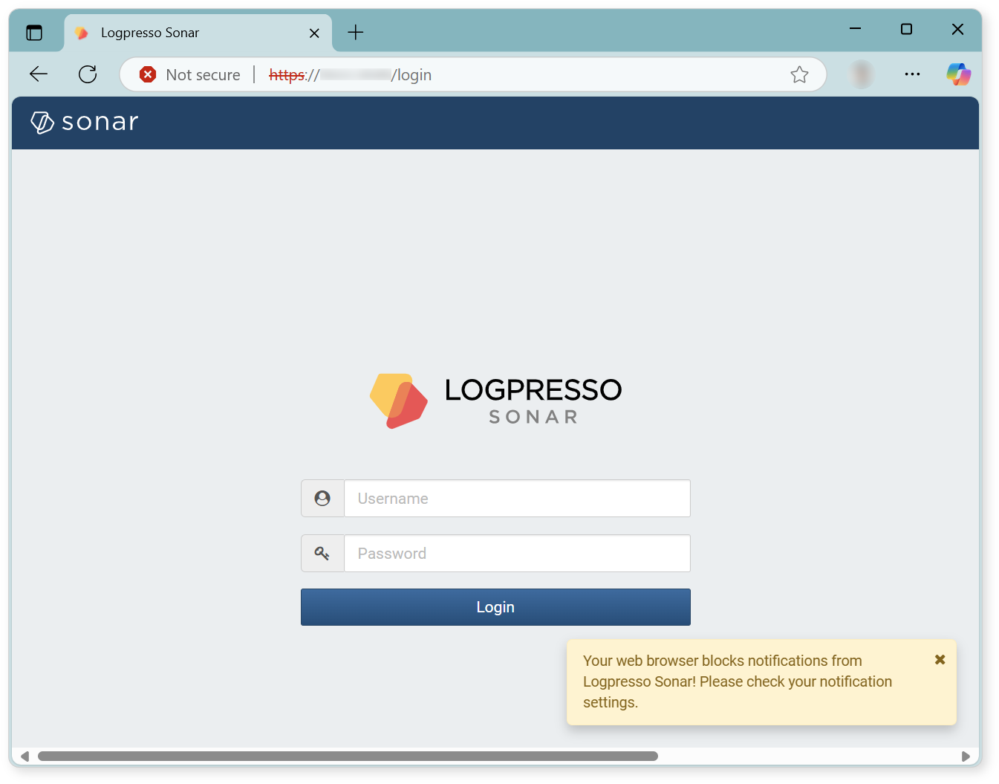 Logpresso Sonar
Not secure | https:///login
sonar
LOGPRESSO
SONAR
Username
Password
Login
Your web browser blocks notifications from
Logpresso Sonar! Please check your notification
settings.